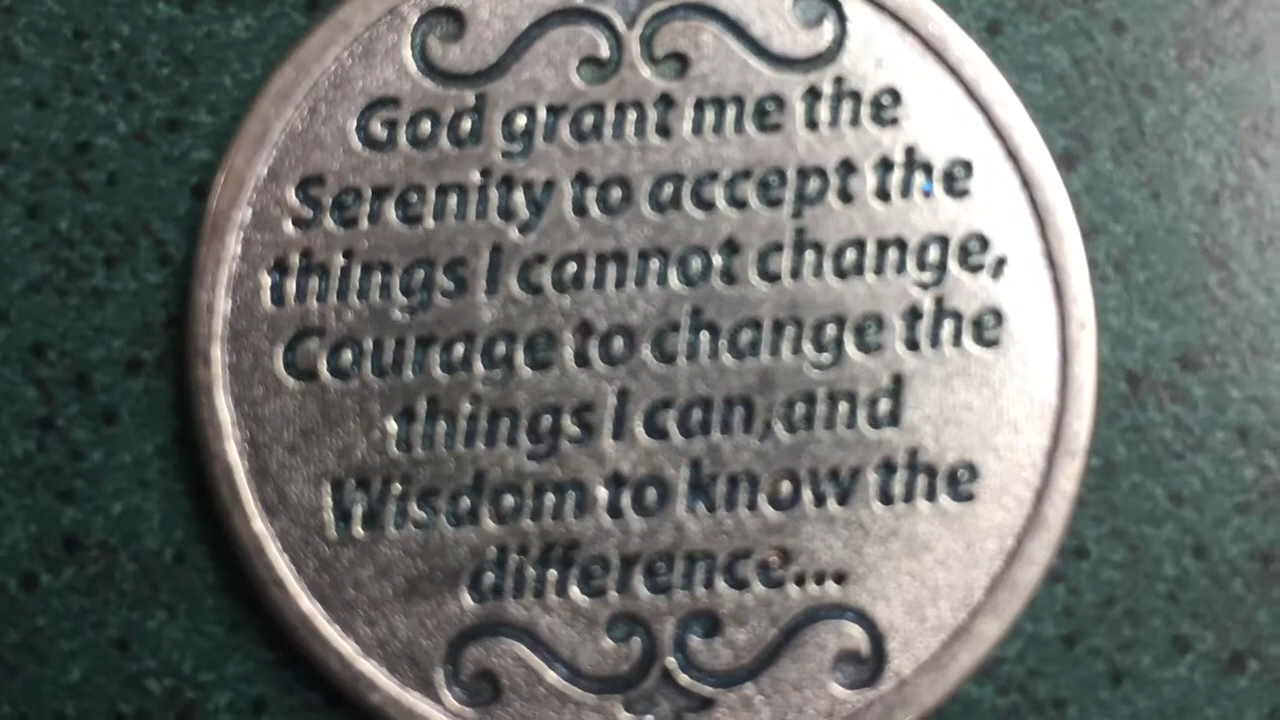 God grant me the
Serenity to accept the
things I cannot change,
Courage to change the
things I can, and
Wisdom to know the
difference...